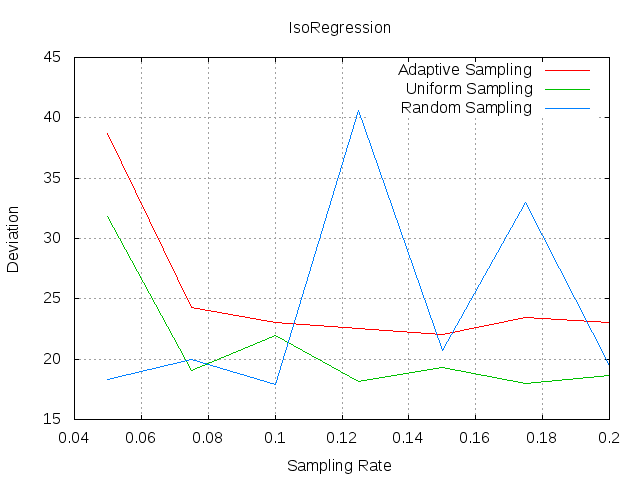 IsoRegression
45
40
35
30
25
20
15
Deviation
Adaptive Sampling
Uniform Sampling
Random Sampling
0.04 0.06 0.08 0.1 0.12 0.14 0.16 0.18 0.2
Sampling Rate